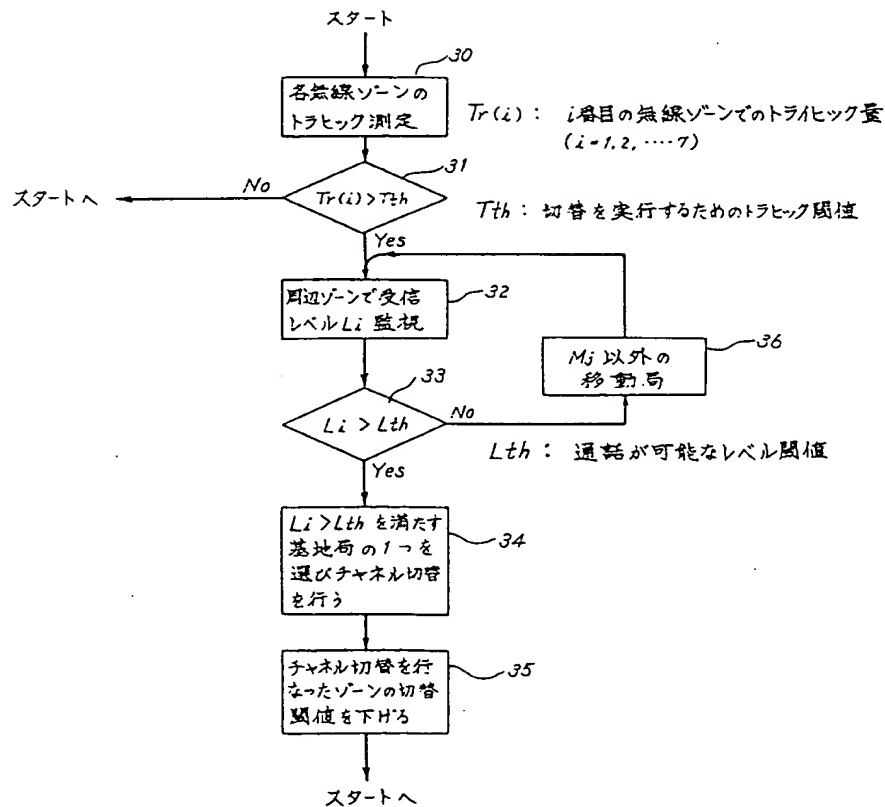 スタート
30
各無線ゾーンの
トラヒック測定
Tr(i): i番目の無線ゾーンでのトライヒック量
(i=1,2,‥‥7)
31
Tr(i)>Tth
No
スタートへ
Tth: 切替を実行するためのトラヒック閾値
Yes
周辺ゾーンで受信
レベルLi監視
32
36
Mj以外の
移動局
33
Li>Lth
No
Lth: 通話が可能なレベル閾値
Yes
Li>Lthを満たす
基地局の1つを
選びチャネル切替
を行う
34
チャネル切替を行
なったゾーンの切替
閾値を下げる
35
スタートへ